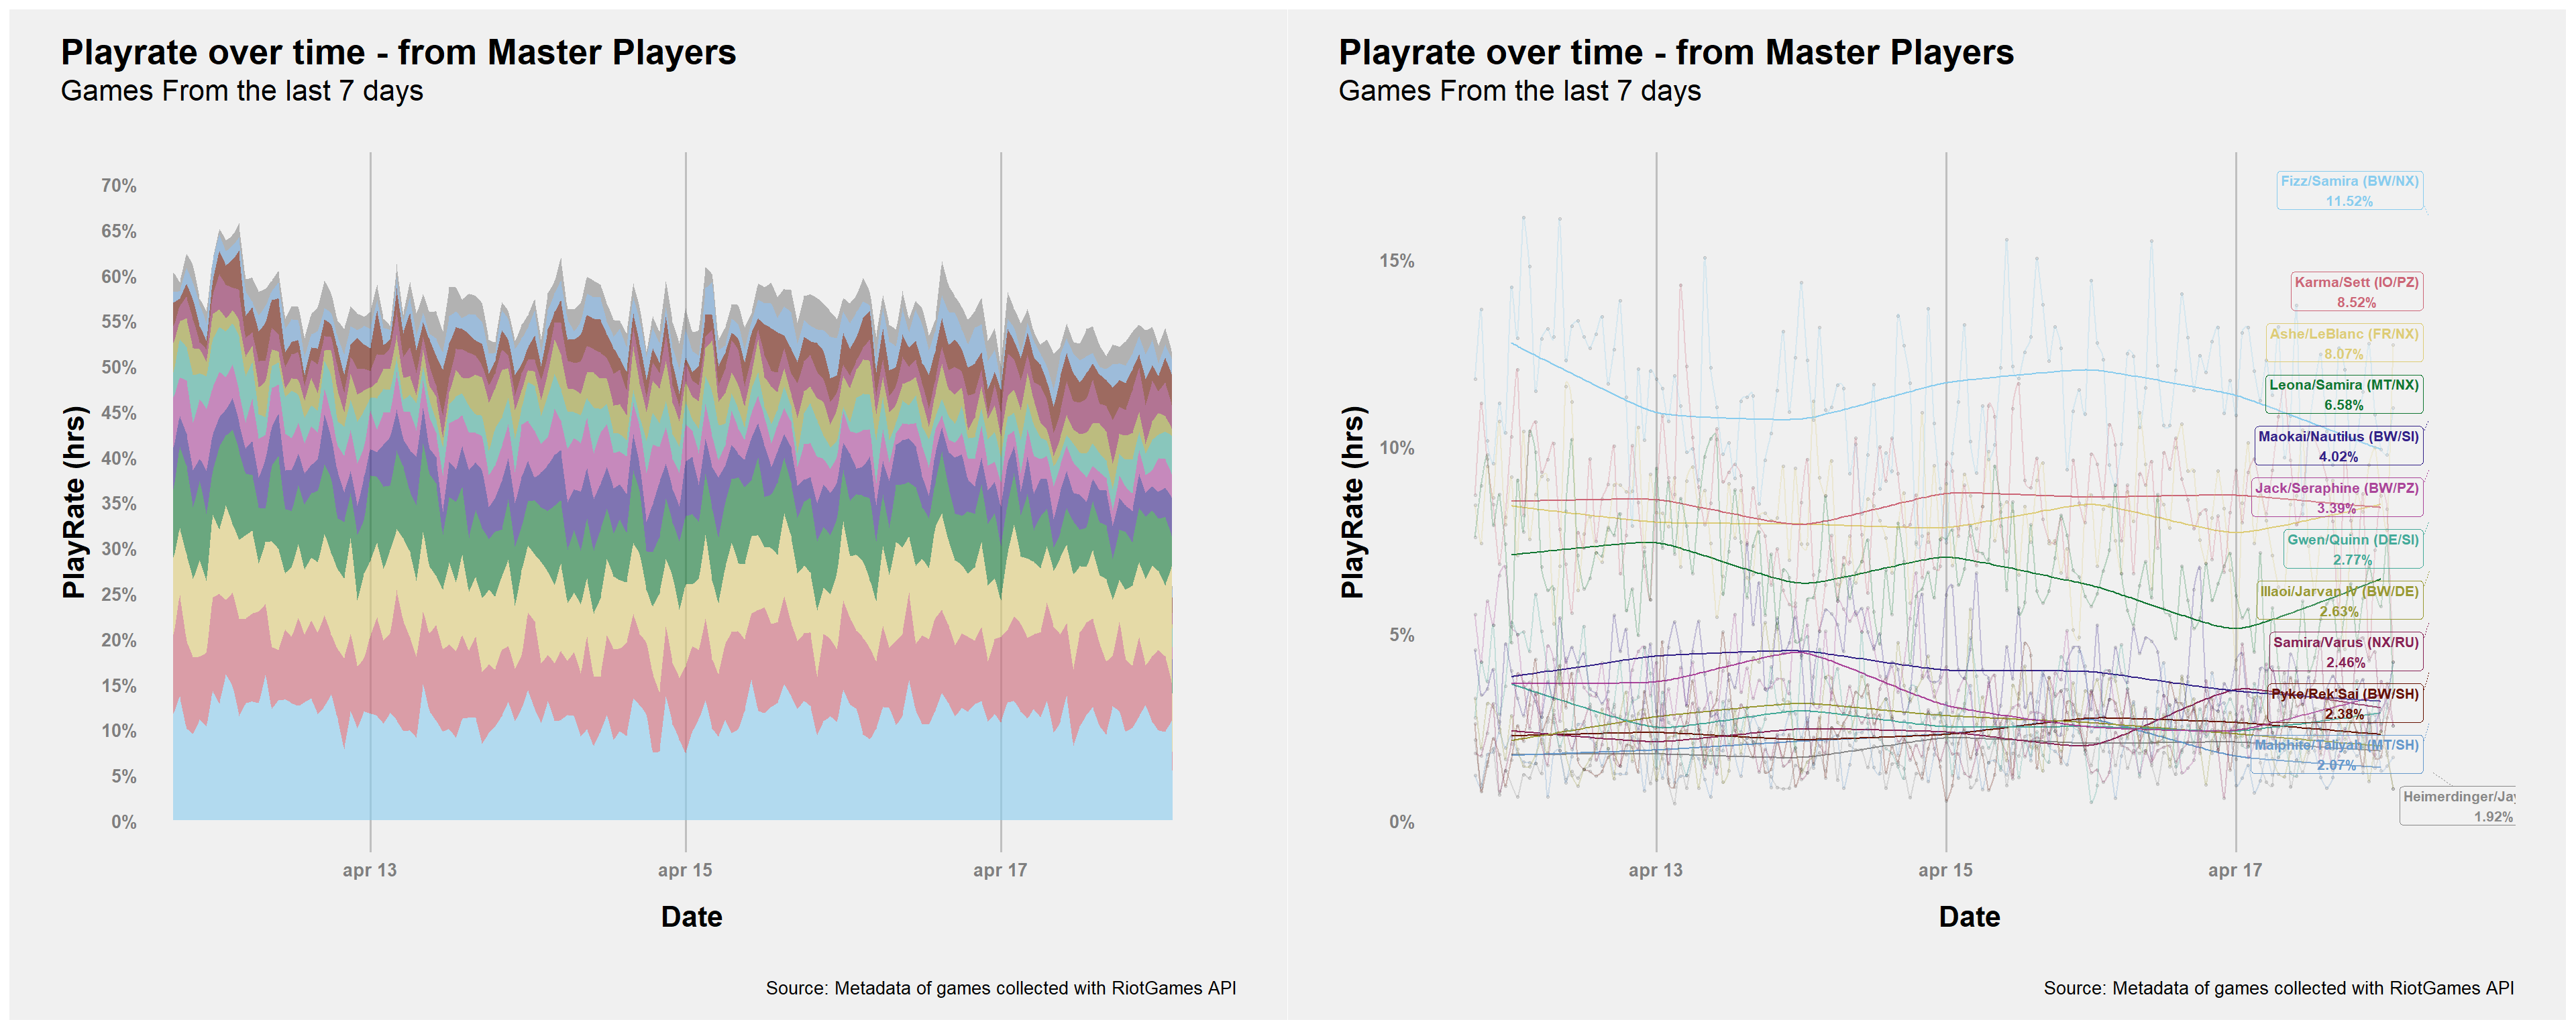 Playrate over time - from Master Players
Games From the last 7 days
PlayRate (hrs)
70%
65%
60%
55%
50%
45%
40%
35%
30%
25%
20%
15%
10%
5%
0%
apr 13
apr 15
apr 17
Date
Source: Metadata of games collected with RiotGames API
Playrate over time - from Master Players
Games From the last 7 days
PlayRate (hrs)
15%
10%
5%
0%
Fizz/Samira (BW/NX)
11.52%
Karma/Sett (IO/PZ)
8.52%
Ashe/LeBlanc (FR/NX)
8.07%
Leona/Samira (MT/NX)
6.58%
Maokai/Nautilus (BW/SI)
4.02%
Jack/Seraphine (BW/PZ)
3.39%
Gwen/Quinn (DE/SI)
2.77%
Illaoi/Jarvan IV (BW/DE)
2.63%
Samira/Varus (NX/RU)
2.46%
Pyke/Rek'Sai (BW/SH)
2.38%
Malphite/Taliyah (MT/SH)
2.07%
Heimerdinger/Jay
1.92%
apr 13
apr 15
apr 17
Date
Source: Metadata of games collected with RiotGames API